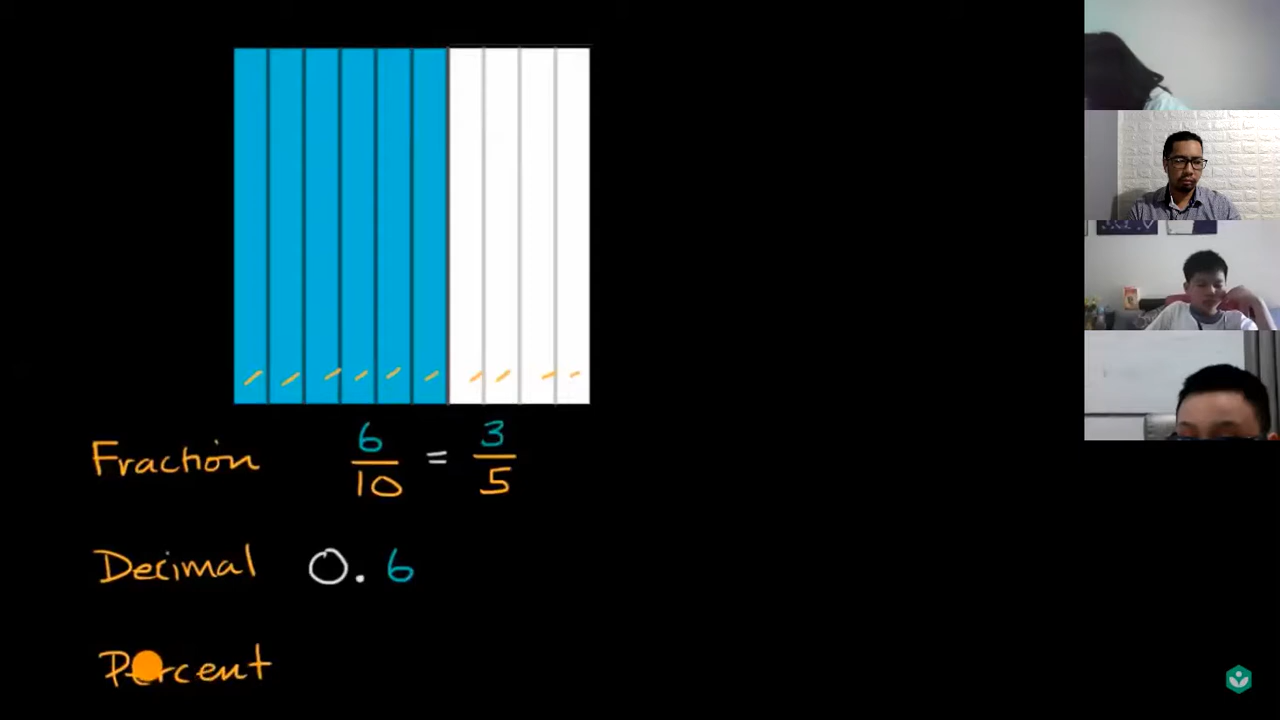 Fraction 6/10 = 3/5
Decimal 0.6
Percent